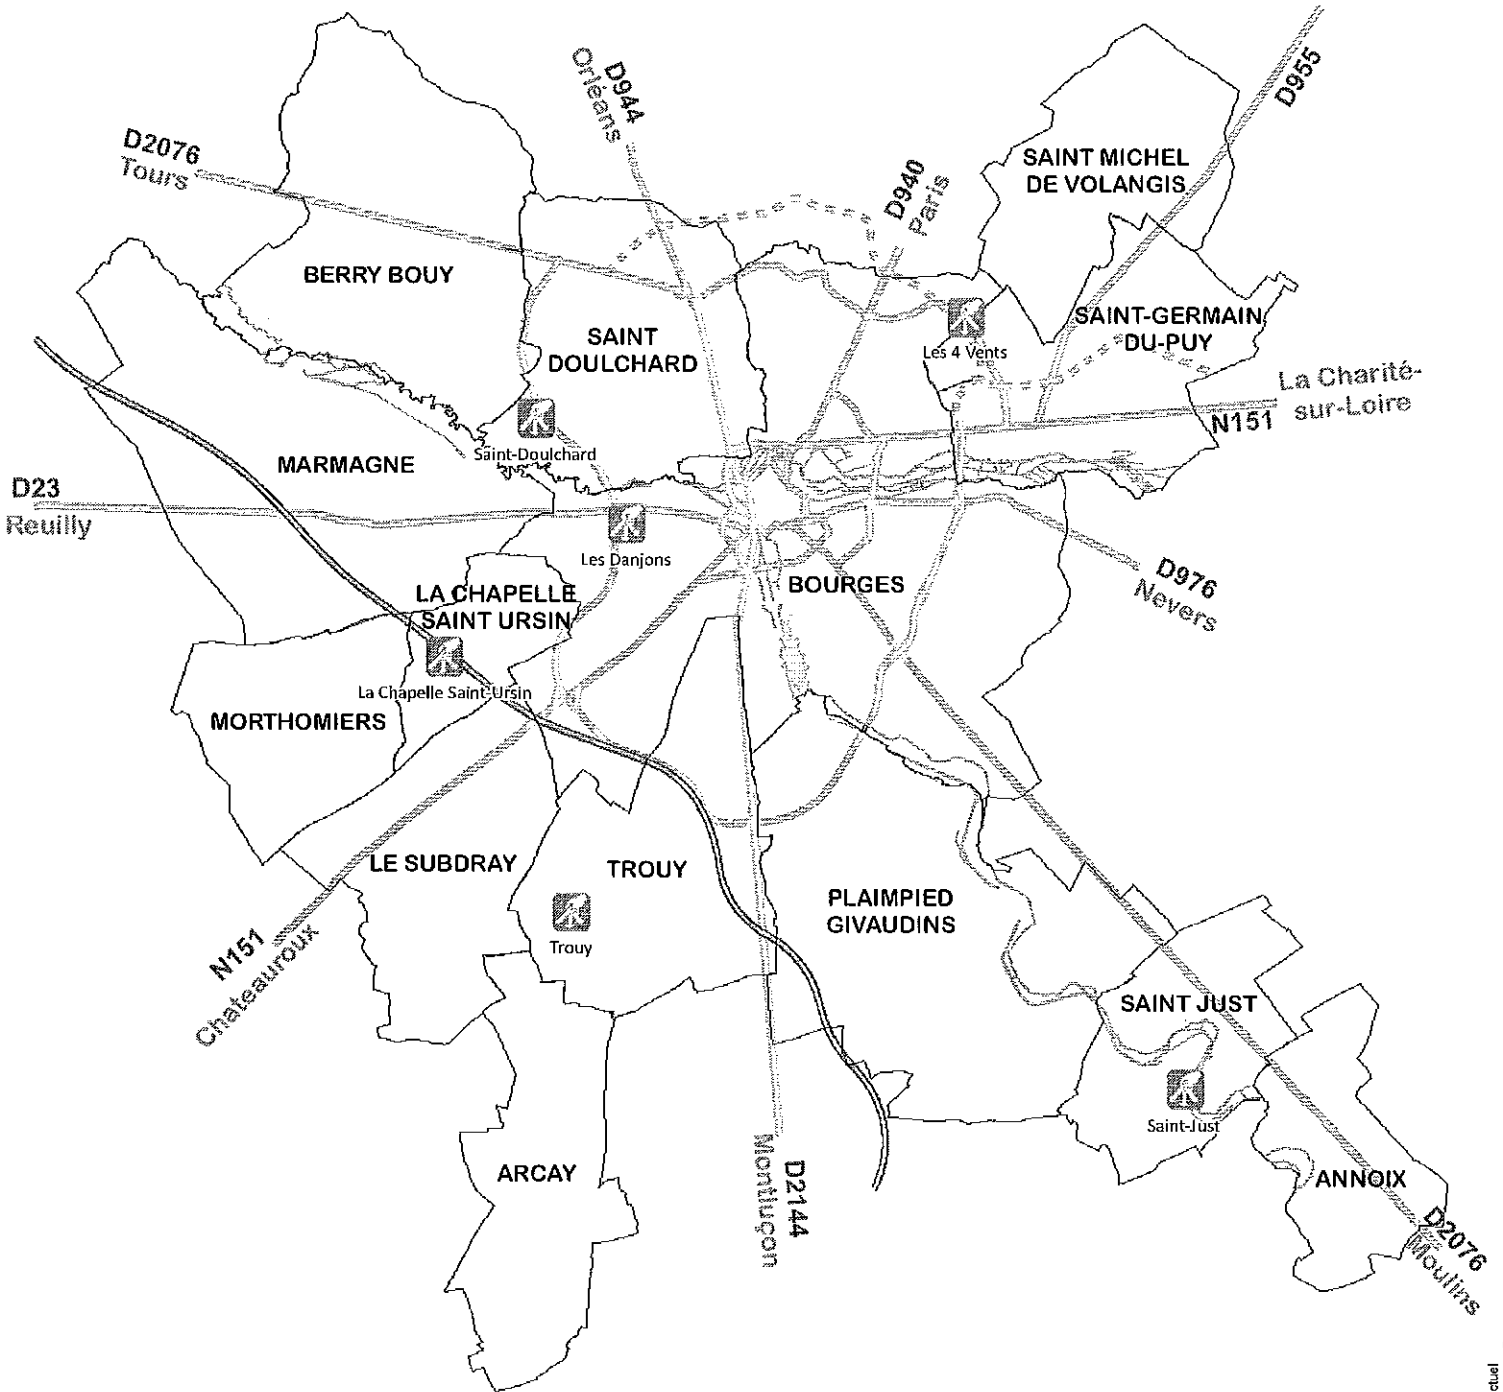 D944
Orléans
D955
D2076
Tours
SAINT MICHEL
DE VOLANGIS
D940
Paris
BERRY BOUY
SAINT
DOULCHARD
SAINT-GERMAIN
DU-PUY
Les 4 Vents
La Charité-
sur-Loire
N151
Saint-Doulchard
MARMAGNE
D23
Reuilly
Les Danjons
D976
Nevers
BOURGES
LA CHAPELLE
SAINT URSIN
La Chapelle Saint-Ursin
MORTHOMIERS
LE SUBDRAY
TROUY
PLAIMPIED
GIVAUDINS
Trouy
N151
Chateauroux
SAINT JUST
Saint-Just
ARCAY
D2144
Montluçon
ANNOIX
D2076
Moulins
ctuel